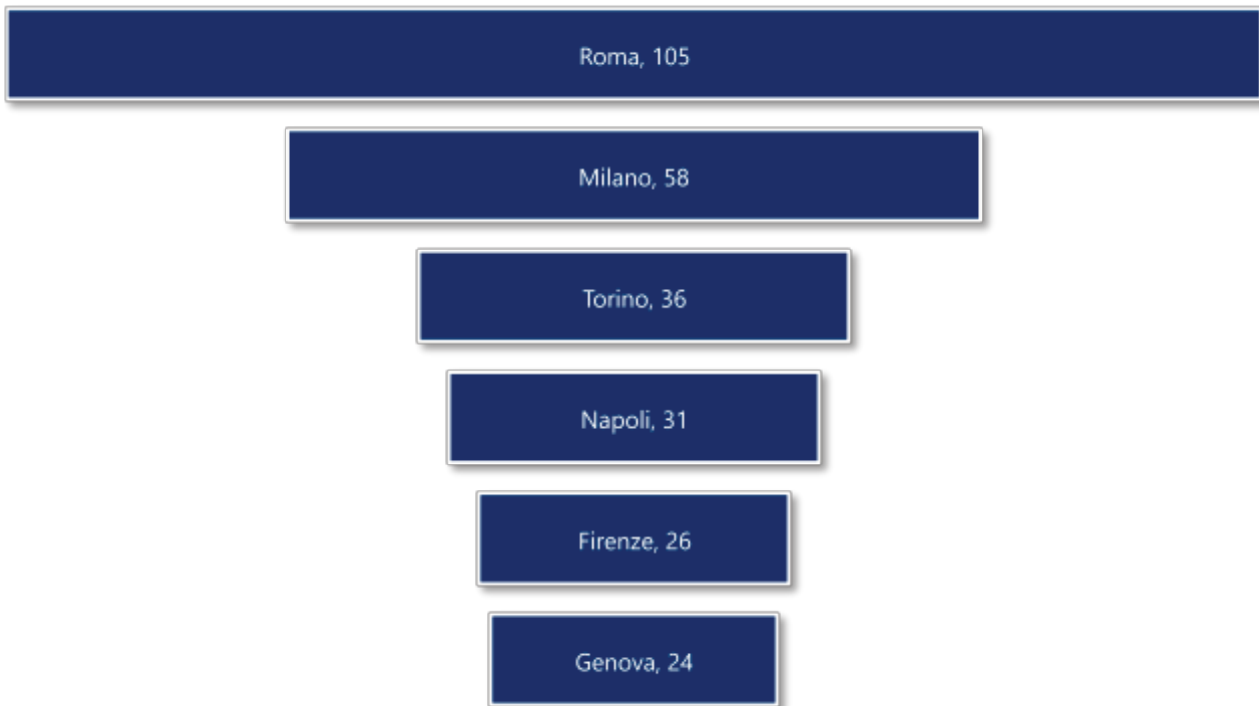 Roma, 105
Milano, 58
Torino, 36
Napoli, 31
Firenze, 26
Genova, 24